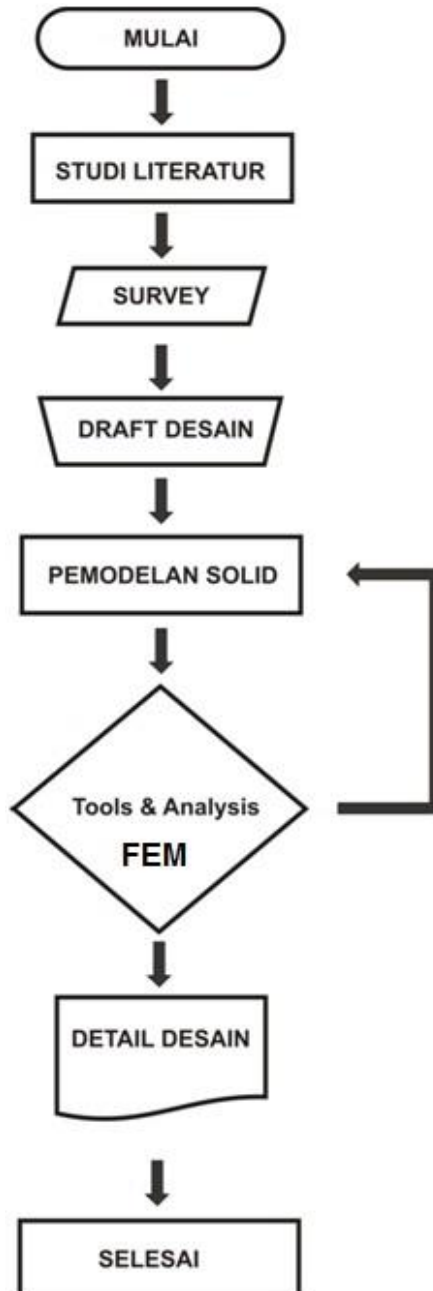 MULAI
STUDI LITERATUR
SURVEY
DRAFT DESAIN
PEMODELAN SOLID
Tools & Analysis
FEM
DETAIL DESAIN
SELESAI